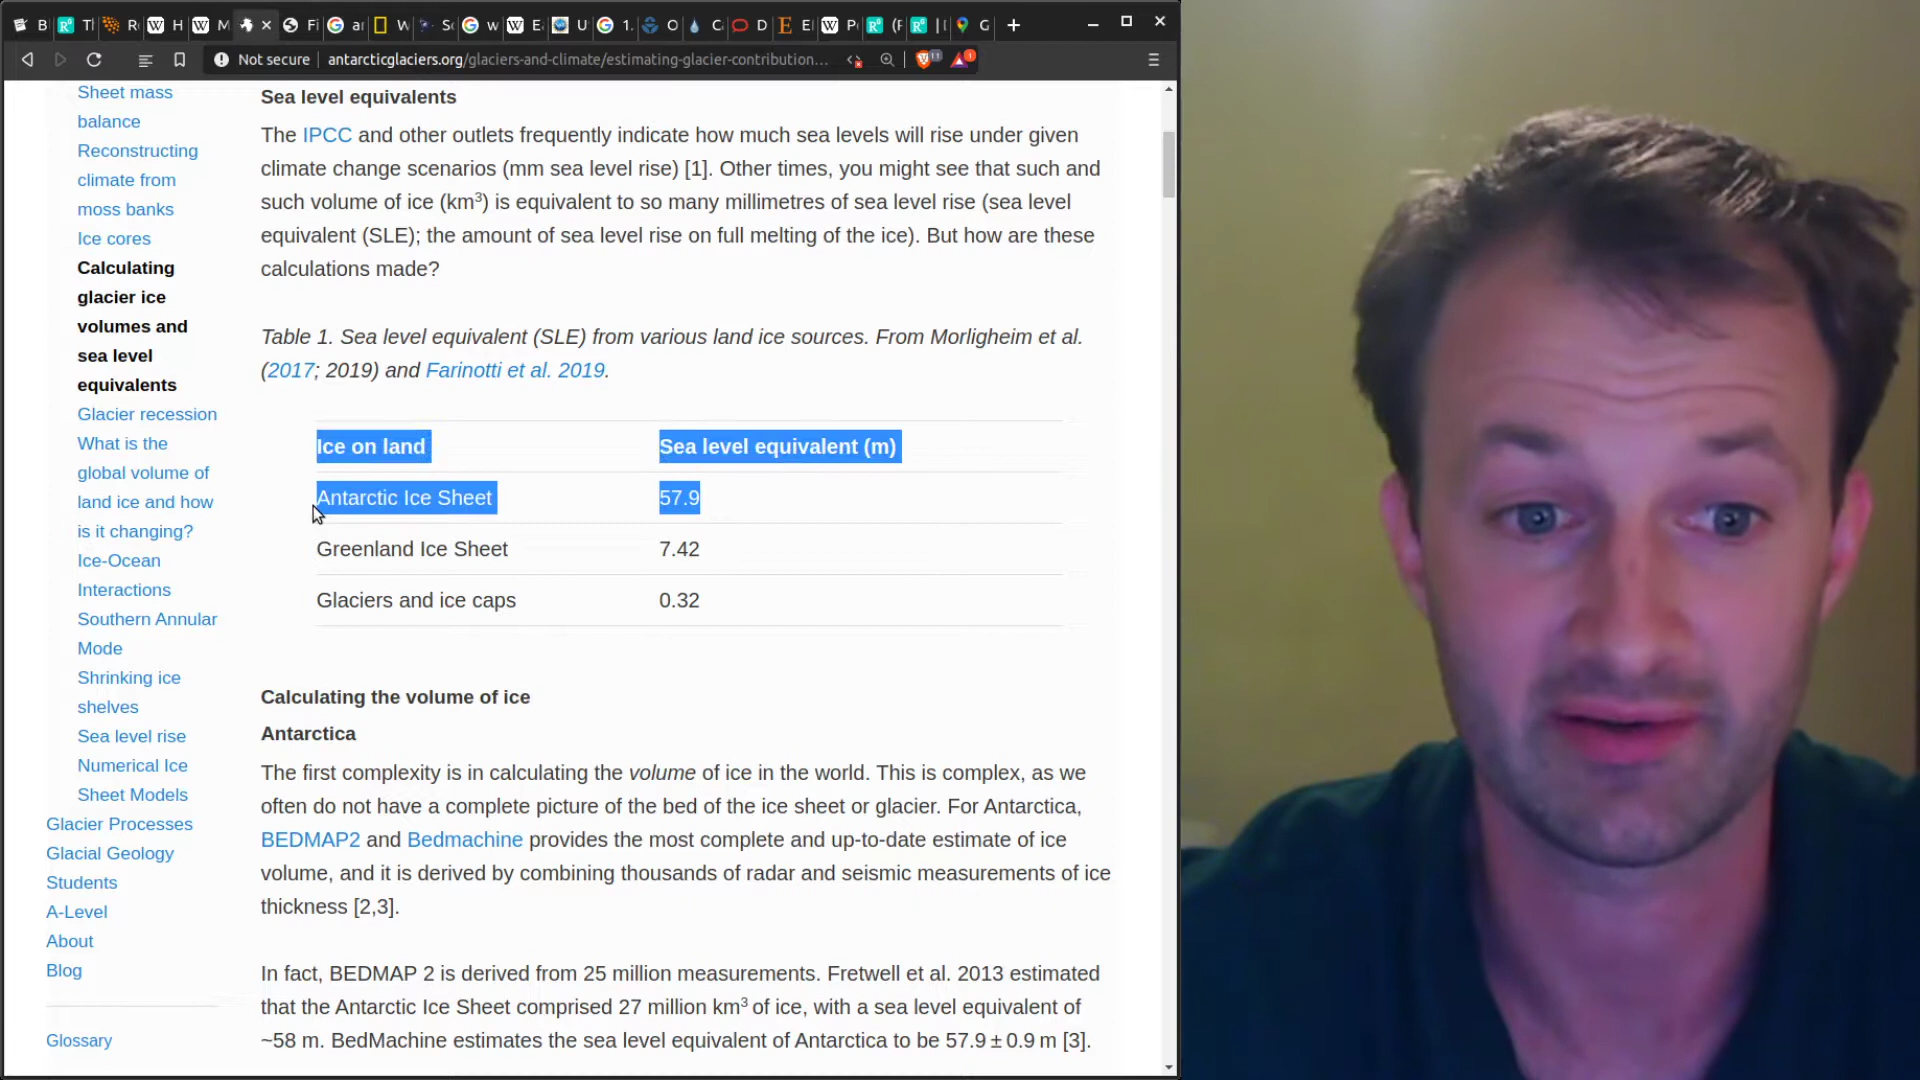 B
Tl
R
H
M
Fi
ar
W
S
w
E
U
1.
O
C
D
El
P
(F
| [
G
Not secure antarcticglaciers.org/glaciers-and-climate/estimating-glacier-contribution...
11
1
Sheet mass
balance
Reconstructing
climate from
moss banks
Ice cores
Calculating
glacier ice
volumes and
sea level
equivalents
Glacier recession
What is the
global volume of
land ice and how
is it changing?
Ice-Ocean
Interactions
Southern Annular
Mode
Shrinking ice
shelves
Sea level rise
Numerical Ice
Sheet Models
Glacier Processes
Glacial Geology
Students
A-Level
About
Blog
Glossary
Sea level equivalents
The IPCC and other outlets frequently indicate how much sea levels will rise under given
climate change scenarios (mm sea level rise) [1]. Other times, you might see that such and
such volume of ice (km³) is equivalent to so many millimetres of sea level rise (sea level
equivalent (SLE); the amount of sea level rise on full melting of the ice). But how are these
calculations made?
Table 1. Sea level equivalent (SLE) from various land ice sources. From Morligheim et al.
(2017; 2019) and Farinotti et al. 2019.
Ice on land Sea level equivalent (m)
Antarctic Ice Sheet 57.9
Greenland Ice Sheet 7.42
Glaciers and ice caps 0.32
Calculating the volume of ice
Antarctica
The first complexity is in calculating the volume of ice in the world. This is complex, as we
often do not have a complete picture of the bed of the ice sheet or glacier. For Antarctica,
BEDMAP2 and Bedmachine provides the most complete and up-to-date estimate of ice
volume, and it is derived by combining thousands of radar and seismic measurements of ice
thickness [2,3].
In fact, BEDMAP 2 is derived from 25 million measurements. Fretwell et al. 2013 estimated
that the Antarctic Ice Sheet comprised 27 million km³ of ice, with a sea level equivalent of
~58 m. BedMachine estimates the sea level equivalent of Antarctica to be 57.9 ± 0.9 m [3].